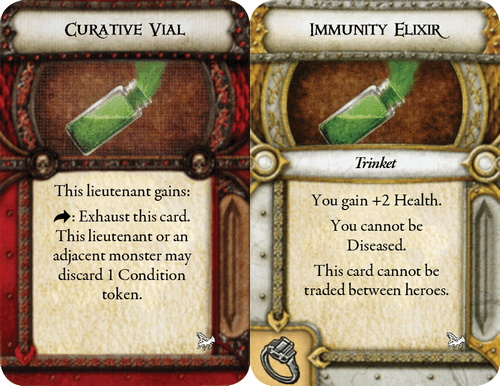 Curative Vial
This lieutenant gains:
: Exhaust this card.
This lieutenant or an
adjacent monster may
discard 1 Condition
token.
Immunity Elixir
Trinket
You gain +2 Health.
You cannot be
Diseased.
This card cannot be
traded between heroes.